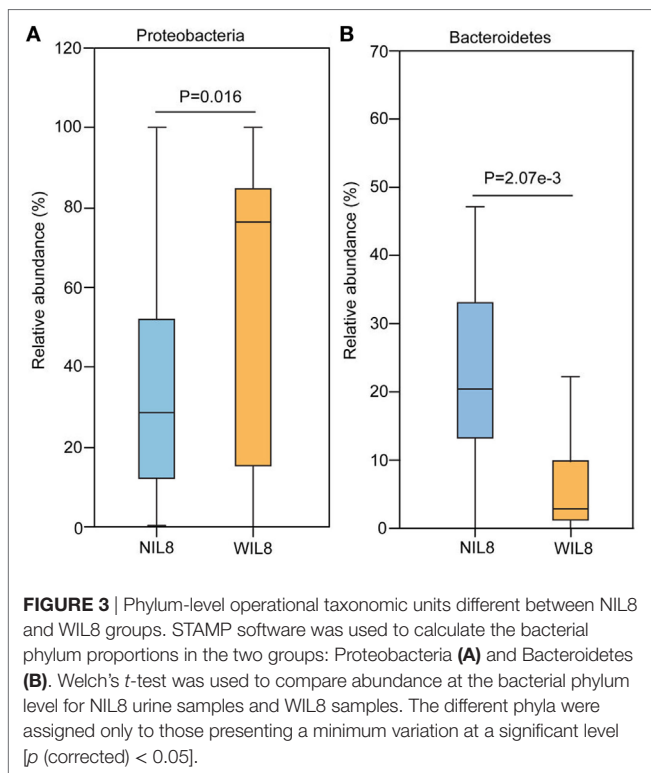 A
Proteobacteria
Relative abundance (%)
120
100
80
60
40
20
0
P=0.016
NIL8
WIL8
B
Bacteroidetes
Relative abundance (%)
70
60
50
40
30
20
10
0
P=2.07e-3
NIL8
WIL8
FIGURE 3 | Phylum-level operational taxonomic units different between NIL8
and WIL8 groups. STAMP software was used to calculate the bacterial
phylum proportions in the two groups: Proteobacteria (A) and Bacteroidetes
(B). Welch's t-test was used to compare abundance at the bacterial phylum
level for NIL8 urine samples and WIL8 samples. The different phyla were
assigned only to those presenting a minimum variation at a significant level
[p (corrected) < 0.05].